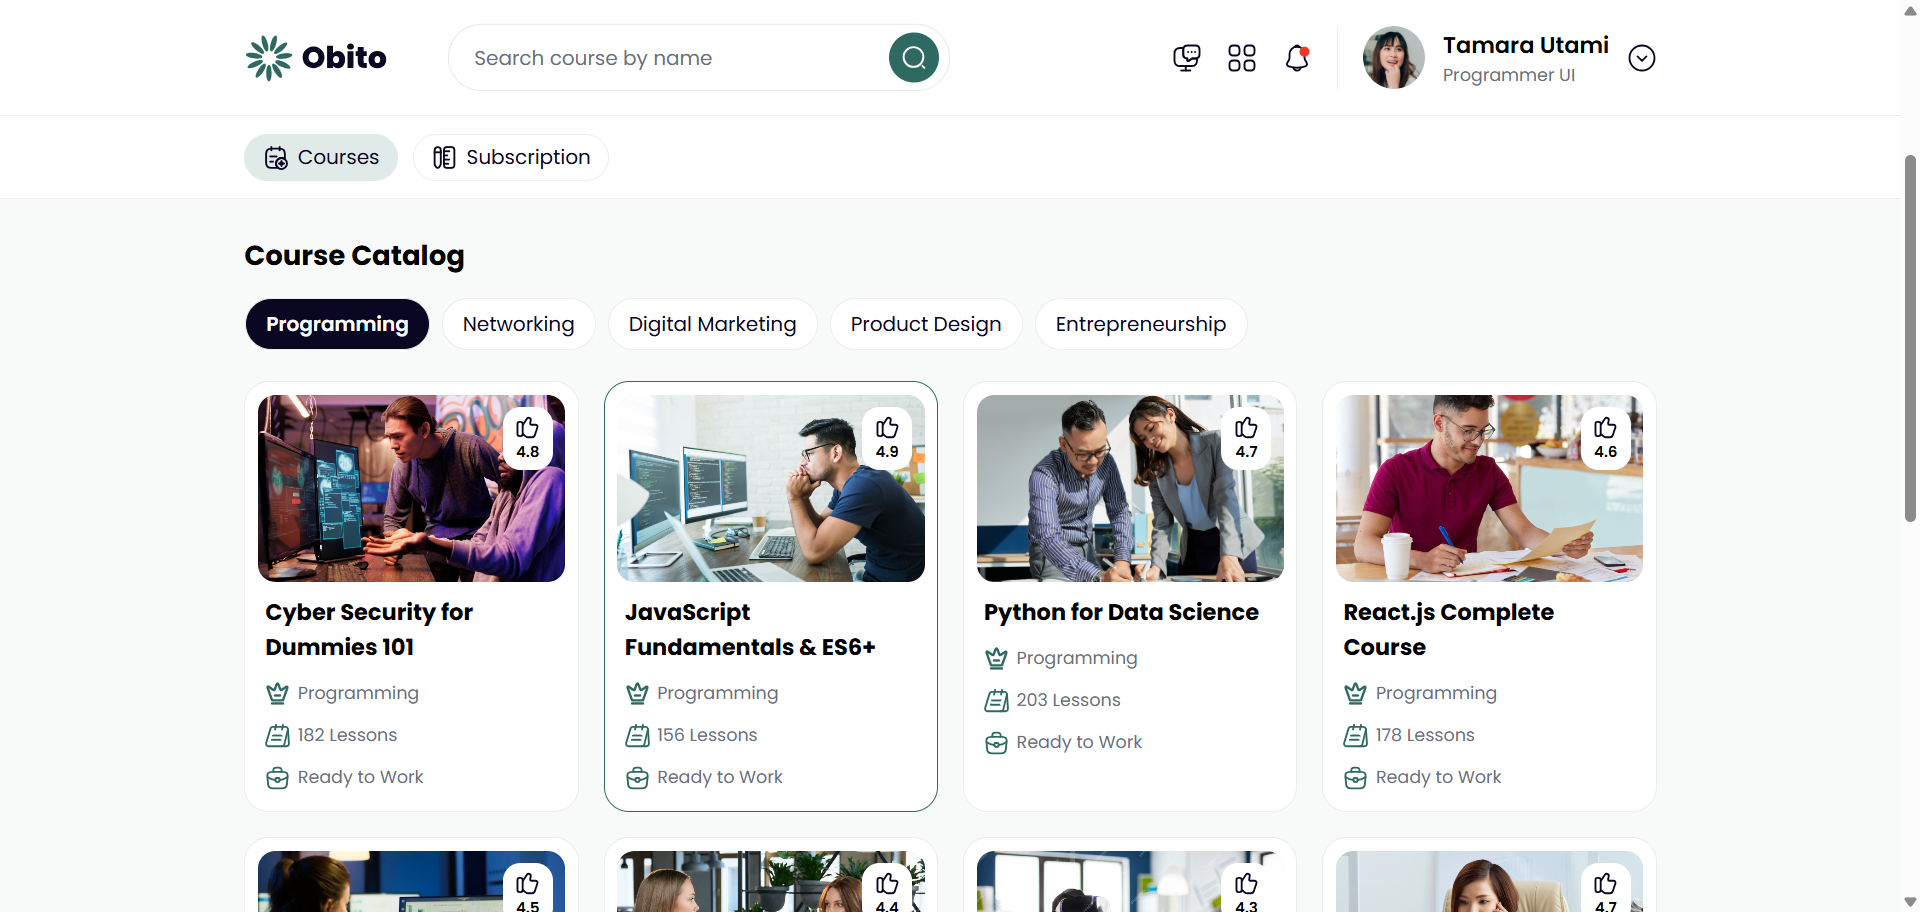 Obito
Search course by name
Tamara Utami
Programmer UI
Courses
Subscription
Course Catalog
Programming
Networking
Digital Marketing
Product Design
Entrepreneurship
4.8
4.9
4.7
4.6
Cyber Security for
Dummies 101
Programming
182 Lessons
Ready to Work
JavaScript
Fundamentals & ES6+
Programming
156 Lessons
Ready to Work
Python for Data Science
Programming
203 Lessons
Ready to Work
React.js Complete
Course
Programming
178 Lessons
Ready to Work
4.5
4.4
4.3
4.7